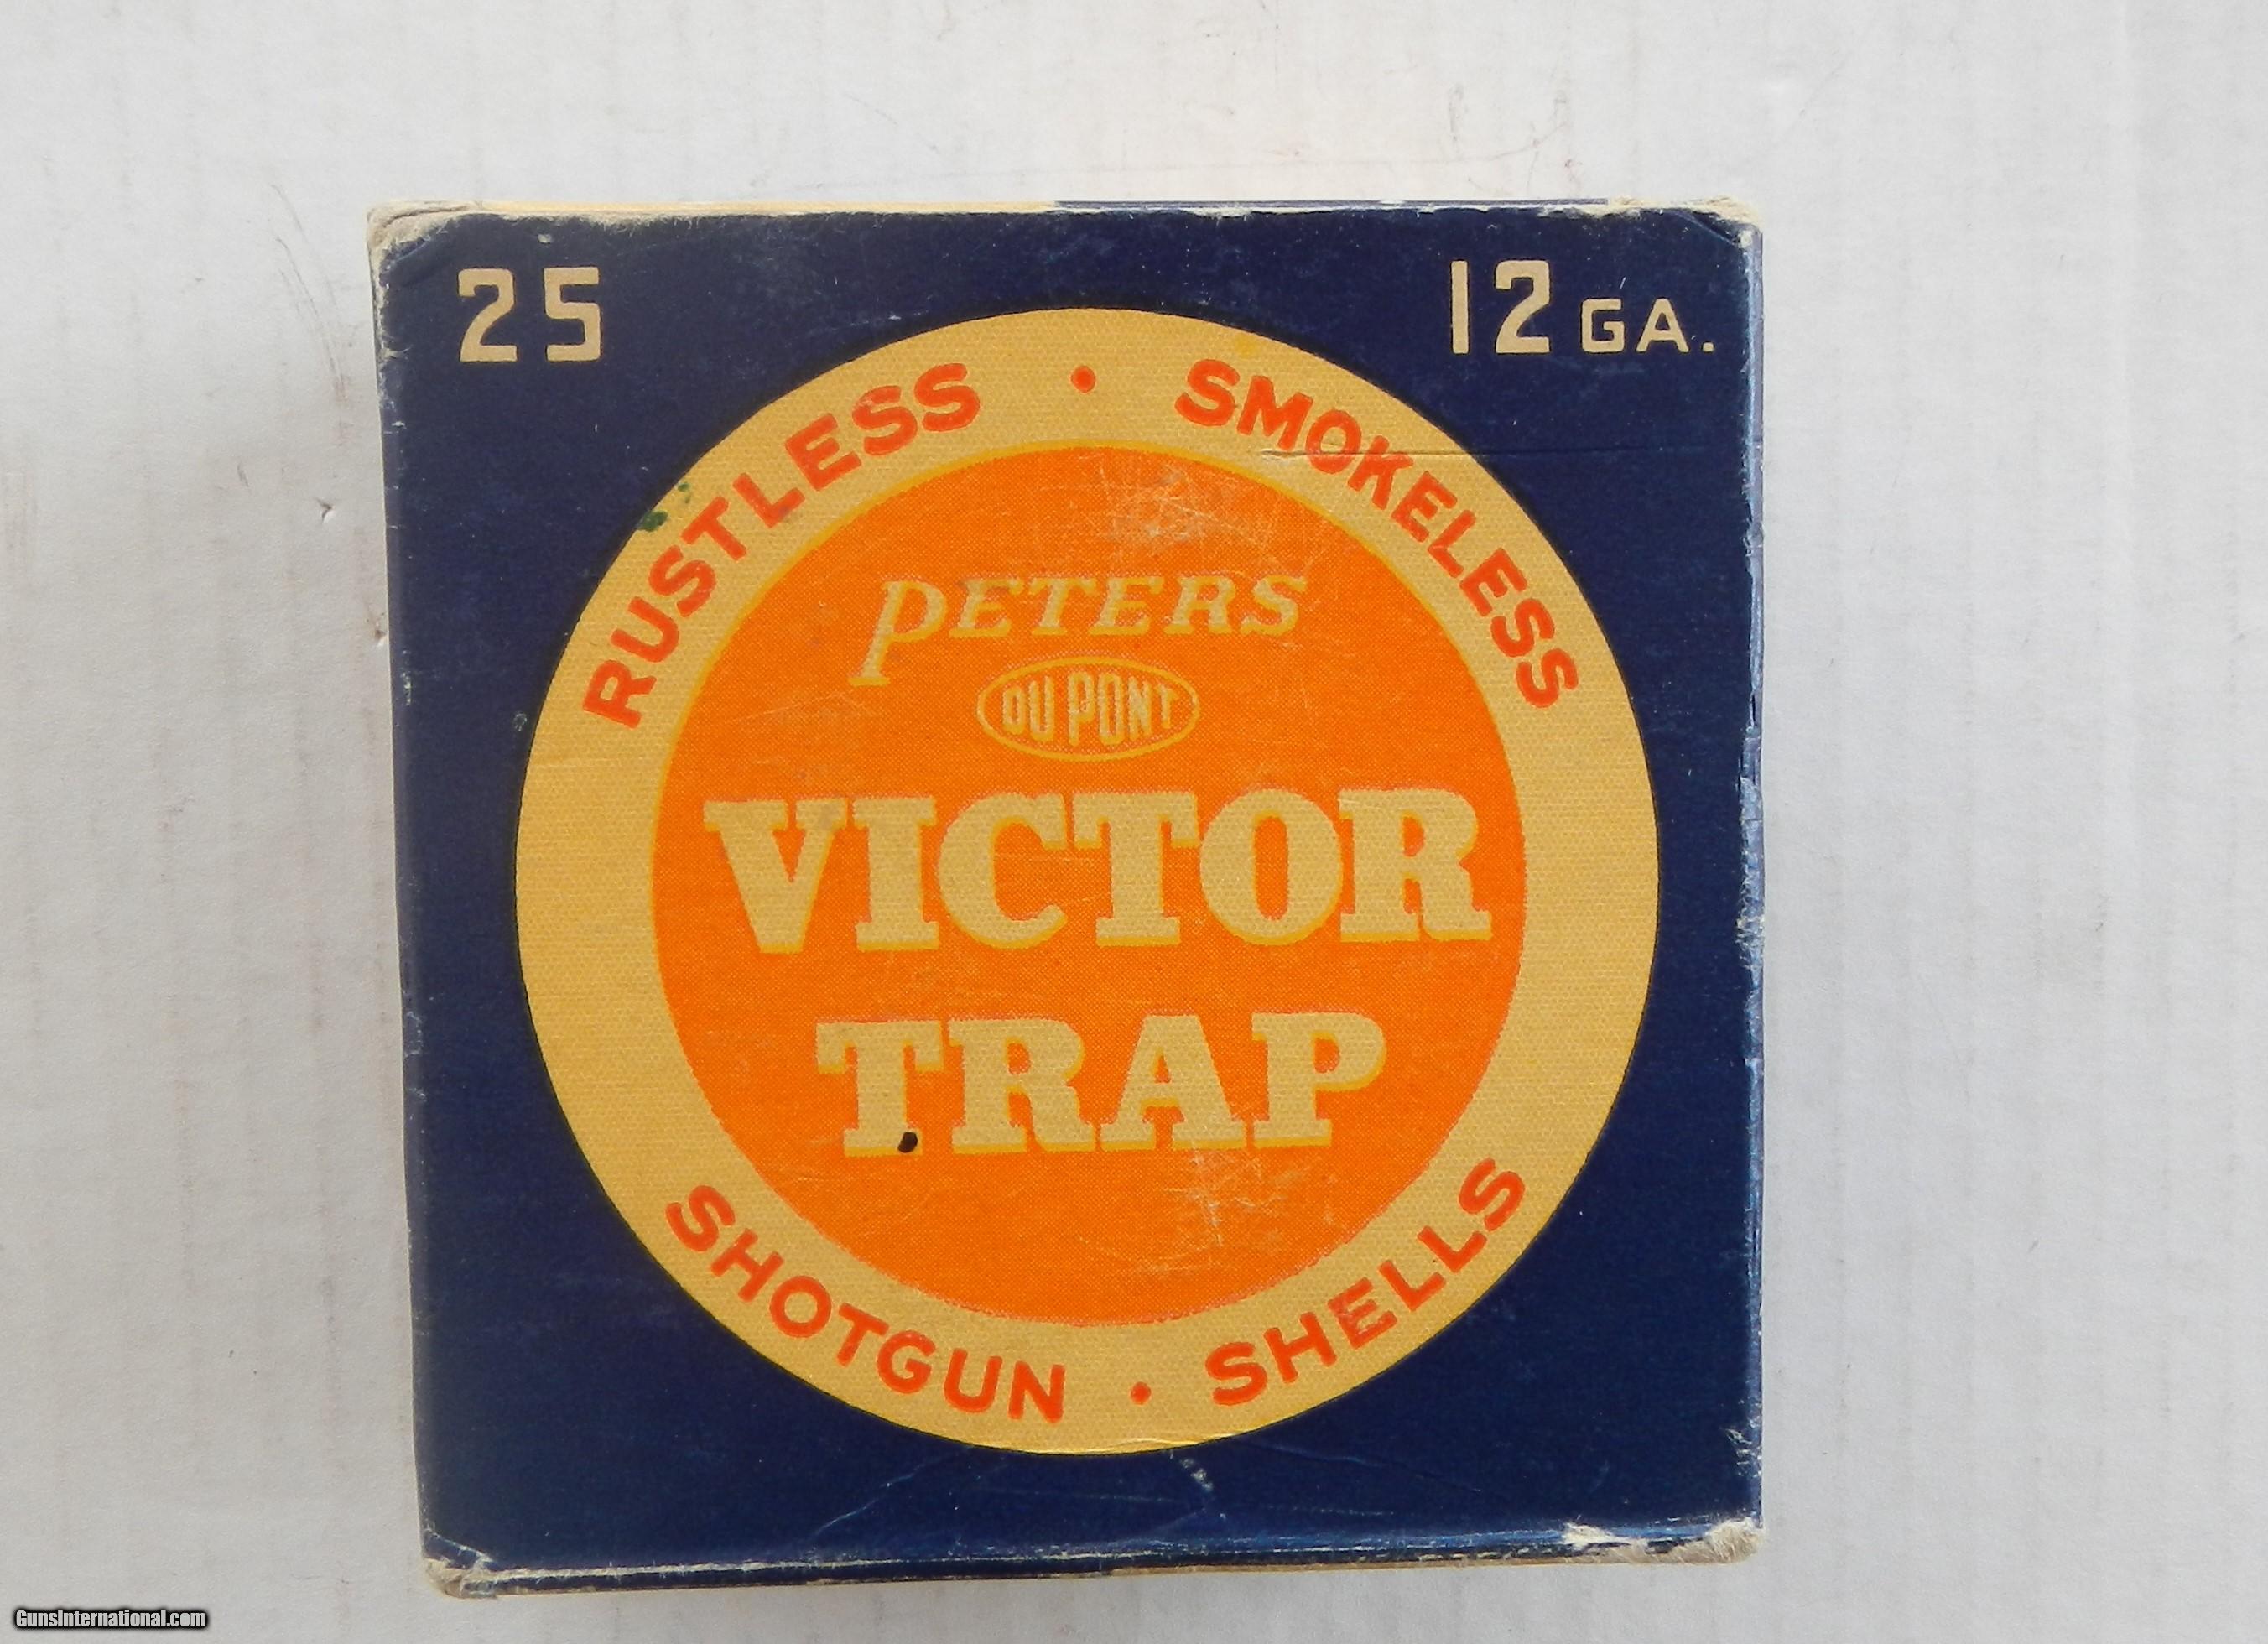 25
12 GA.
RUSTLESS • SMOKELESS
PETERS
DU PONT
VICTOR
TRAP
SHOTGUN • SHELLS
GunsInternational.com